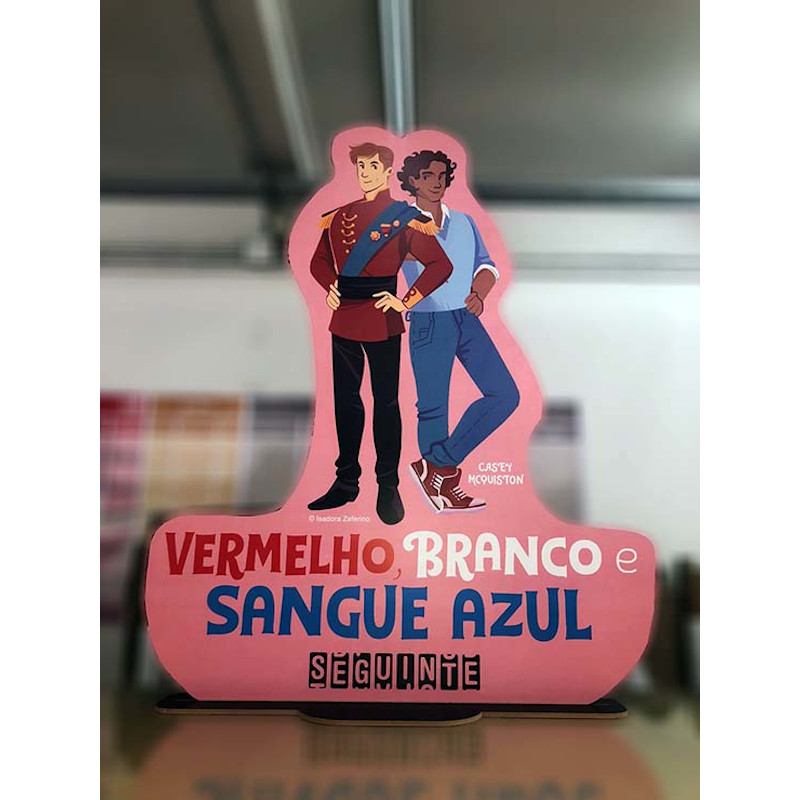 CASEY
MCQUISTON
© Isadora Zeferino
VERMELHO, BRANCO e
SANGUE AZUL
SEGUINTE